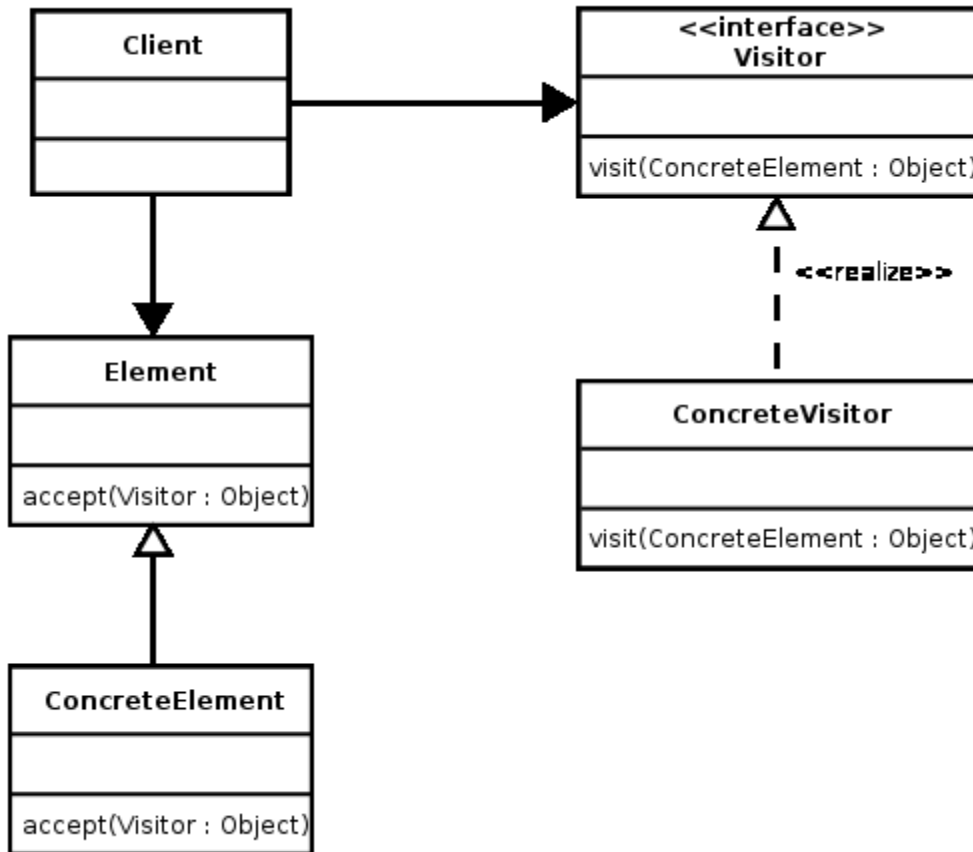 Client
<<interface>>
Visitor
visit(ConcreteElement : Object)
<<realize>>
Element
accept(Visitor : Object)
ConcreteVisitor
visit(ConcreteElement : Object)
ConcreteElement
accept(Visitor : Object)